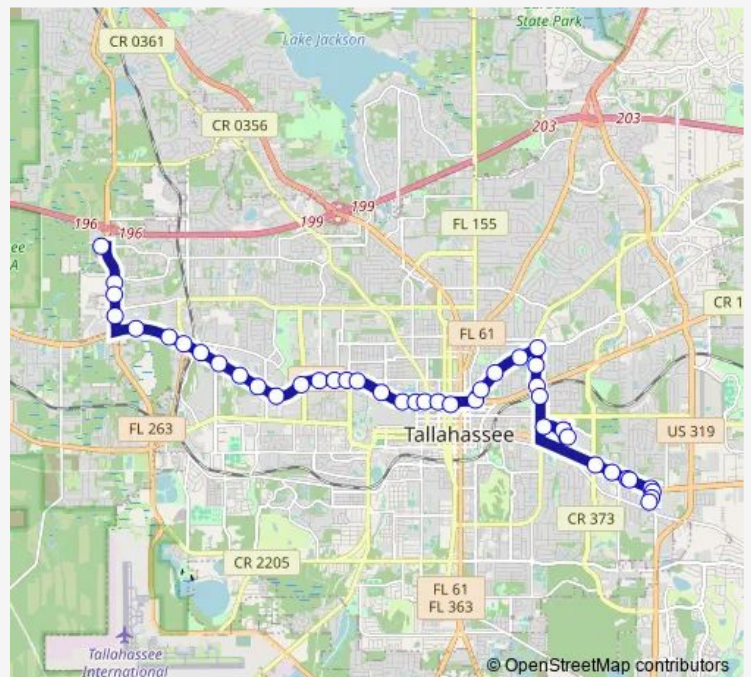 State Park
CR 0361
Lake Jackson
CR 0356
203
203
199
199
196
196
FL 155
ee
A
CR 1
FL 61
FL 263
Tallahassee
US 319
CR 373
CR 2205
FL 61
FL 363
Tallahassee
International
© OpenStreetMap contributors